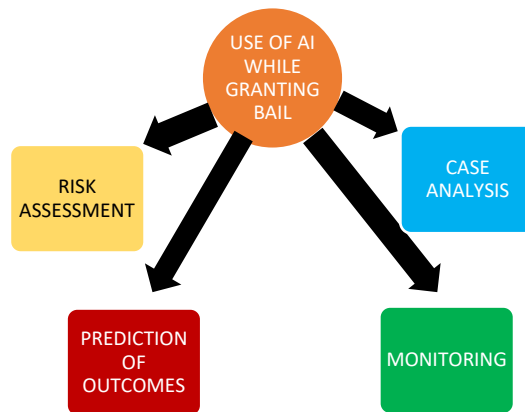 USE OF AI
WHILE
GRANTING
BAIL
RISK
ASSESSMENT
CASE
ANALYSIS
PREDICTION
OF
OUTCOMES
MONITORING